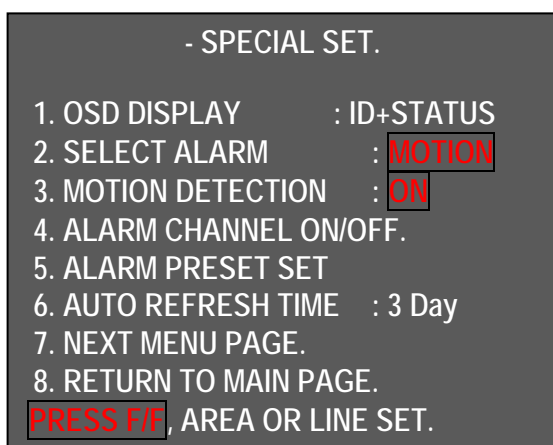 - SPECIAL SET.
1. OSD DISPLAY : ID+STATUS
2. SELECT ALARM : MOTION
3. MOTION DETECTION : ON
4. ALARM CHANNEL ON/OFF.
5. ALARM PRESET SET
6. AUTO REFRESH TIME : 3 Day
7. NEXT MENU PAGE.
8. RETURN TO MAIN PAGE.
PRESS F/F, AREA OR LINE SET.